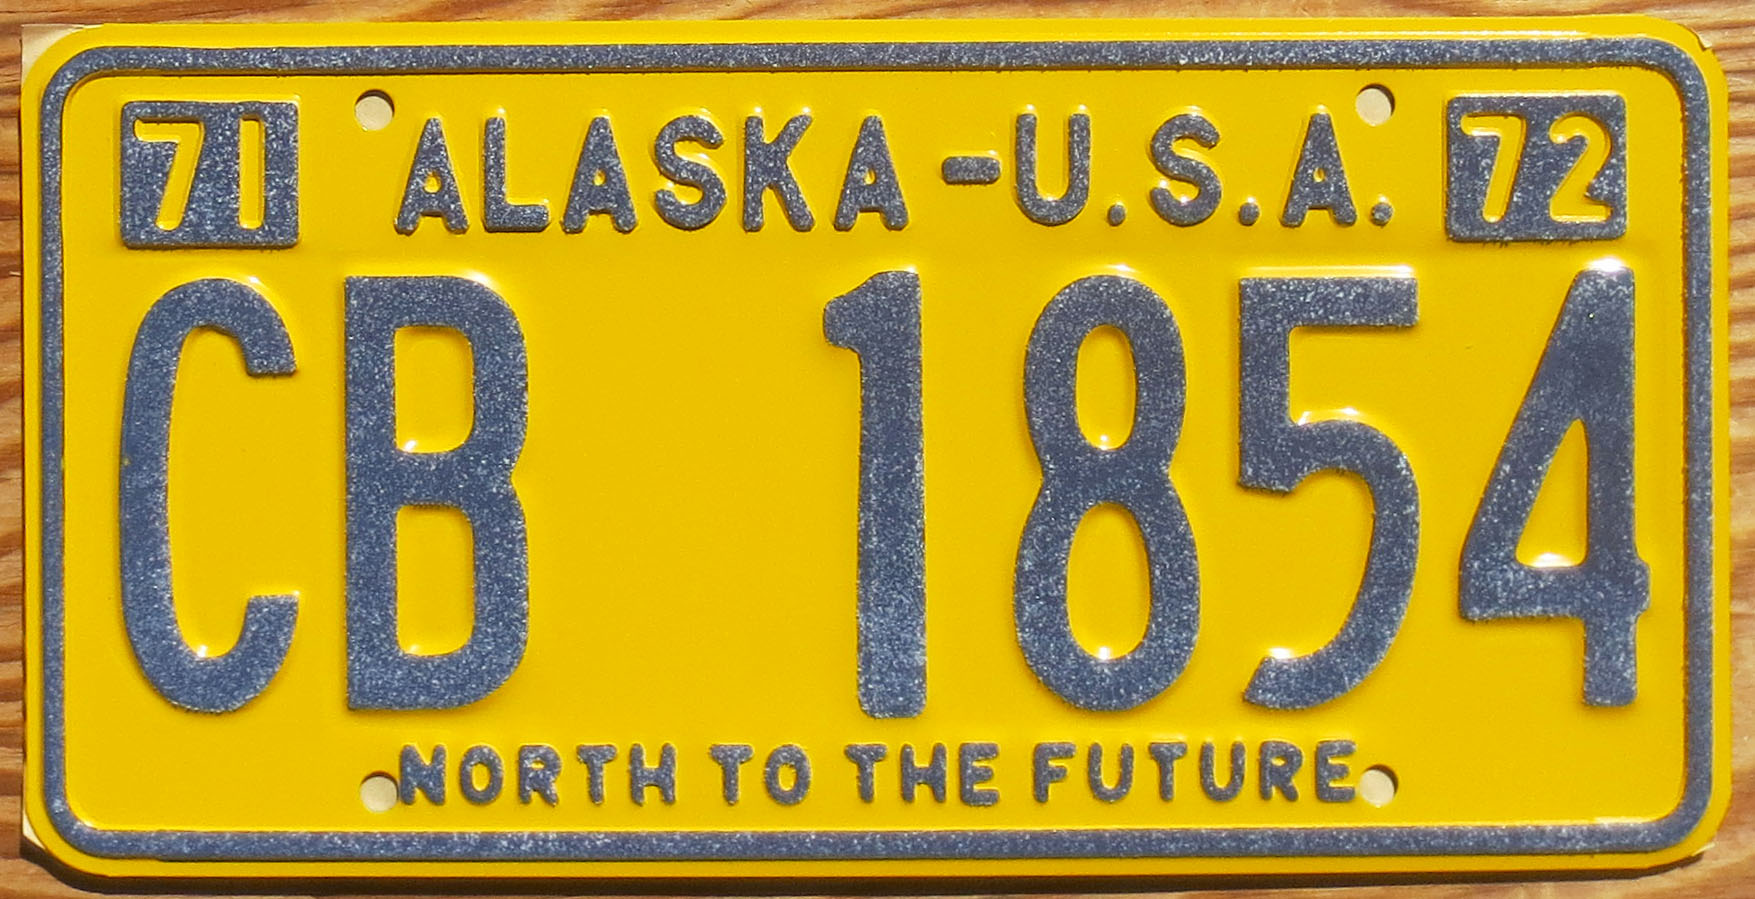 71 ALASKA-U.S.A. 72
CB 1854
NORTH TO THE FUTURE